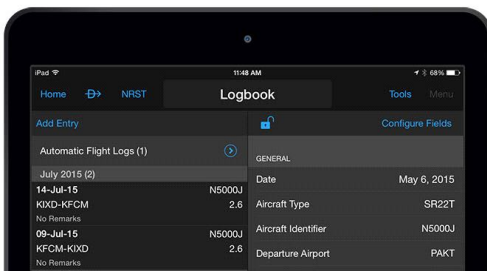 iPad 11:48 AM 68%
Home NRST Logbook Tools Menu
Add Entry Configure Fields
Automatic Flight Logs (1)
July 2015 (2)
14-Jul-15 N5000J
KIXD-KFCM 2.6
No Remarks
09-Jul-15 N5000J
KFCM-KIXD 2.6
No Remarks
GENERAL
Date May 6, 2015
Aircraft Type SR22T
Aircraft Identifier N5000J
Departure Airport PAKT